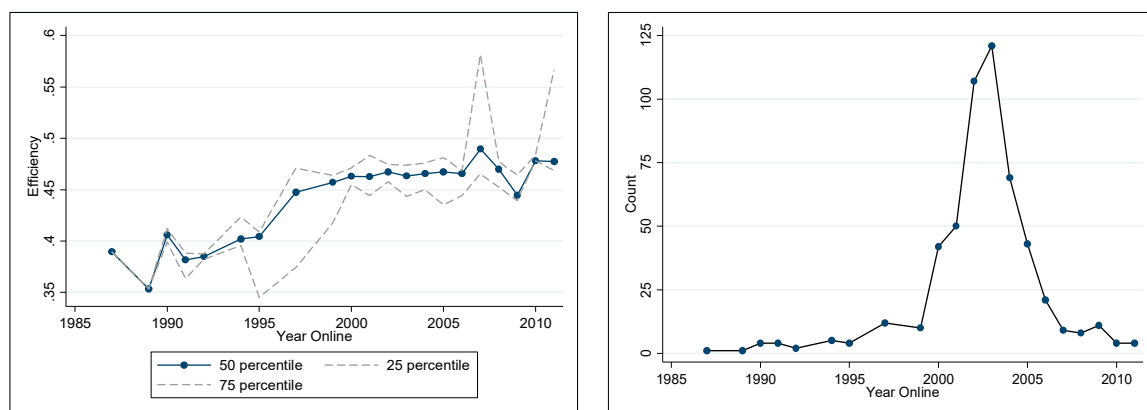 .6
.55
.5
.45
.4
.35
Efficiency
1985 1990 1995 2000 2005 2010
Year Online
50 percentile 25 percentile
75 percentile
125
100
75
50
25
0
Count
1985 1990 1995 2000 2005 2010
Year Online